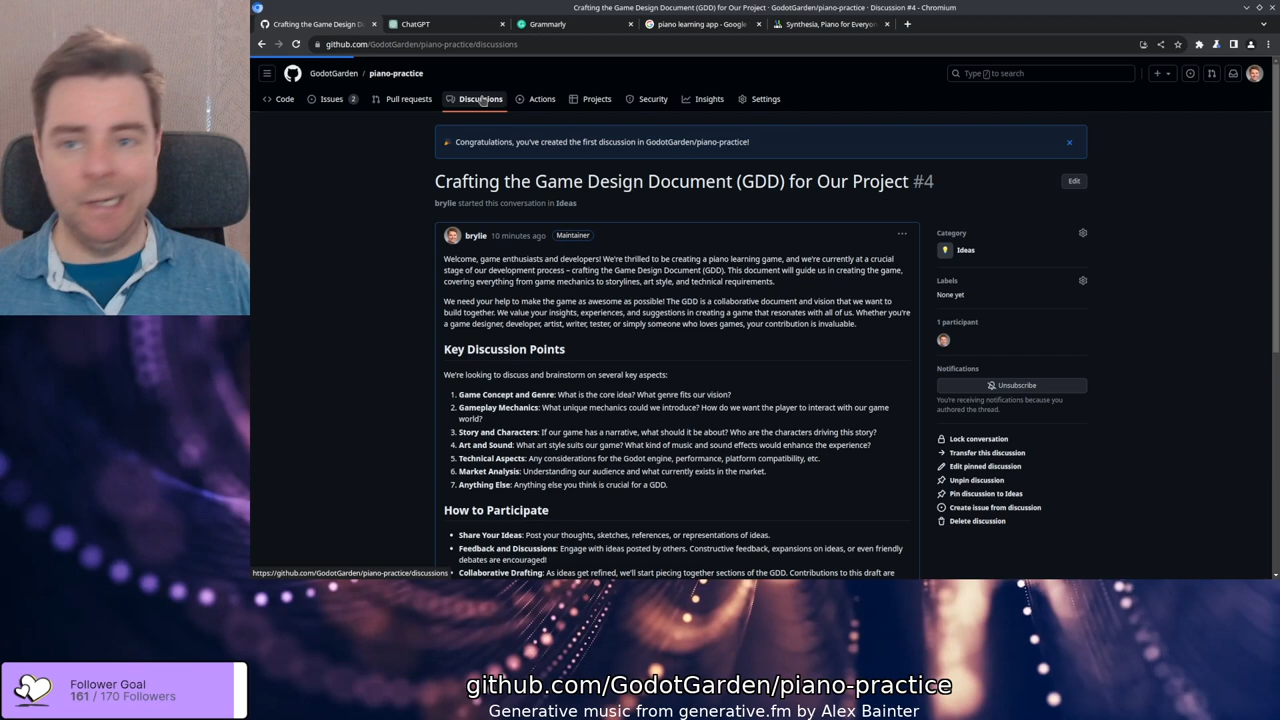 Crafting the Game Design Document (GDD) for Our Project · GodotGarden/piano-practice · Discussion #4 - Chromium
Crafting the Game Design D
ChatGPT
Grammarly
piano learning app - Google
Synthesia, Piano for Everyon
github.com/GodotGarden/piano-practice/discussions
GodotGarden / piano-practice
Type / to search
Code
Issues 2
Pull requests
Discussions
Actions
Projects
Security
Insights
Settings
Congratulations, you've created the first discussion in GodotGarden/piano-practice!
Crafting the Game Design Document (GDD) for Our Project #4
Edit
brylie started this conversation in Ideas
brylie 10 minutes ago Maintainer
Welcome, game enthusiasts and developers! We're thrilled to be creating a piano learning game, and we're currently at a crucial
stage of our development process – crafting the Game Design Document (GDD). This document will guide us in creating the game,
covering everything from game mechanics to storylines, art style, and technical requirements.
We need your help to make the game as awesome as possible! The GDD is a collaborative document and vision that we want to
build together. We value your insights, experiences, and suggestions in creating a game that resonates with all of us. Whether you're
a game designer, developer, artist, writer, tester, or simply someone who loves games, your contribution is invaluable.
Key Discussion Points
We're looking to discuss and brainstorm on several key aspects:
1. Game Concept and Genre: What is the core idea? What genre fits our vision?
2. Gameplay Mechanics: What unique mechanics could we introduce? How do we want the player to interact with our game
world?
3. Story and Characters: If our game has a narrative, what should it be about? Who are the characters driving this story?
4. Art and Sound: What art style suits our game? What kind of music and sound effects would enhance the experience?
5. Technical Aspects: Any considerations for the Godot engine, performance, platform compatibility, etc.
6. Market Analysis: Understanding our audience and what currently exists in the market.
7. Anything Else: Anything else you think is crucial for a GDD.
How to Participate
• Share Your Ideas: Post your thoughts, sketches, references, or representations of ideas.
• Feedback and Discussions: Engage with ideas posted by others. Constructive feedback, expansions on ideas, or even friendly
debates are encouraged!
• Collaborative Drafting: As ideas get refined, we'll start piecing together sections of the GDD. Contributions to this draft are
Category
Ideas
Labels
None yet
1 participant
Notifications
Unsubscribe
You're receiving notifications because you
authored the thread.
Lock conversation
Transfer this discussion
Edit pinned discussion
Unpin discussion
Pin discussion to Ideas
Create issue from discussion
Delete discussion
https://github.com/GodotGarden/piano-practice/discussions
Follower Goal
161 / 170 Followers
github.com/GodotGarden/piano-practice
Generative music from generative.fm by Alex Bainter